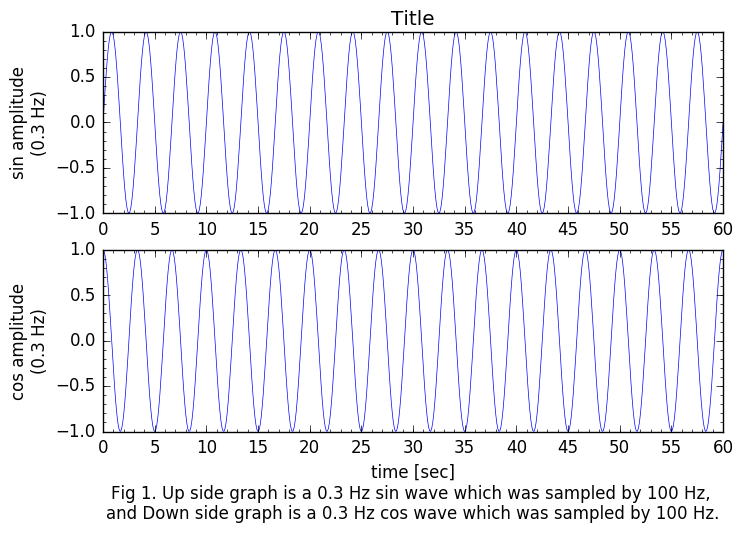 Title
1.0
0.5
0.0
−0.5
−1.0
sin amplitude
(0.3 Hz)
0 5 10 15 20 25 30 35 40 45 50 55 60
1.0
0.5
0.0
−0.5
−1.0
cos amplitude
(0.3 Hz)
0 5 10 15 20 25 30 35 40 45 50 55 60
time [sec]
Fig 1. Up side graph is a 0.3 Hz sin wave which was sampled by 100 Hz,
and Down side graph is a 0.3 Hz cos wave which was sampled by 100 Hz.